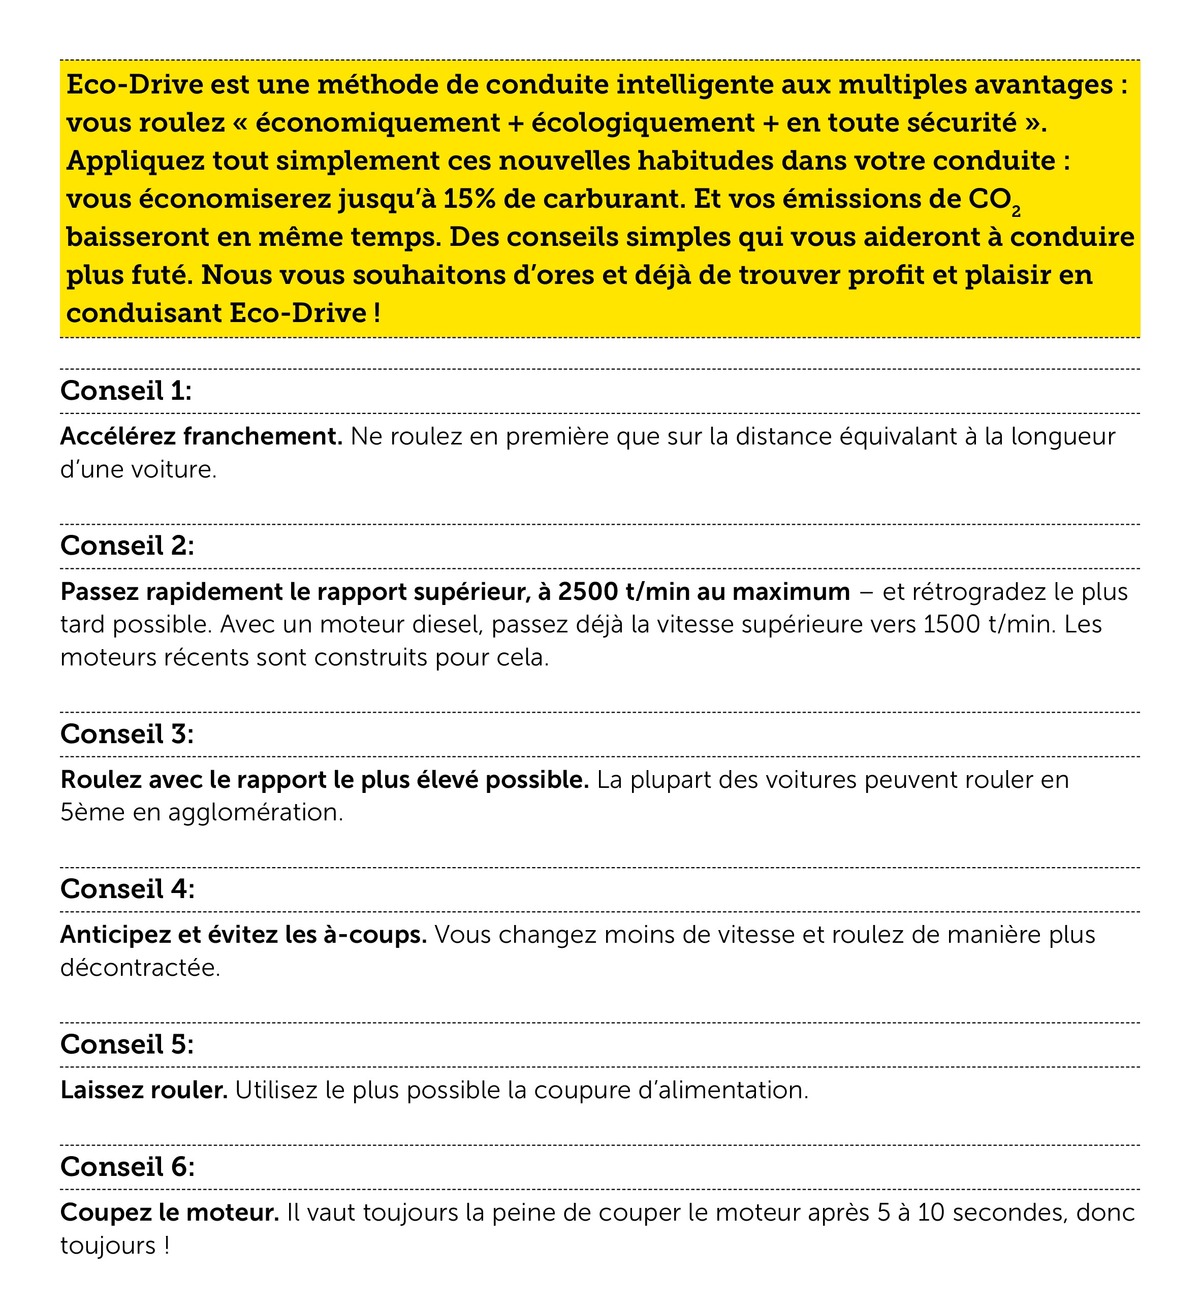 Eco-Drive est une méthode de conduite intelligente aux multiples avantages :
vous roulez « économiquement + écologiquement + en toute sécurité ».
Appliquez tout simplement ces nouvelles habitudes dans votre conduite :
vous économiserez jusqu’à 15% de carburant. Et vos émissions de CO₂
baisseront en même temps. Des conseils simples qui vous aideront à conduire
plus futé. Nous vous souhaitons d’ores et déjà de trouver profit et plaisir en
conduisant Eco-Drive !
Conseil 1:
Accélérez franchement. Ne roulez en première que sur la distance équivalant à la longueur
d’une voiture.
Conseil 2:
Passez rapidement le rapport supérieur, à 2500 t/min au maximum – et rétrogradez le plus
tard possible. Avec un moteur diesel, passez déjà la vitesse supérieure vers 1500 t/min. Les
moteurs récents sont construits pour cela.
Conseil 3:
Roulez avec le rapport le plus élevé possible. La plupart des voitures peuvent rouler en
5ème en agglomération.
Conseil 4:
Anticipez et évitez les à-coups. Vous changez moins de vitesse et roulez de manière plus
décontractée.
Conseil 5:
Laissez rouler. Utilisez le plus possible la coupure d’alimentation.
Conseil 6:
Coupez le moteur. Il vaut toujours la peine de couper le moteur après 5 à 10 secondes, donc
toujours !